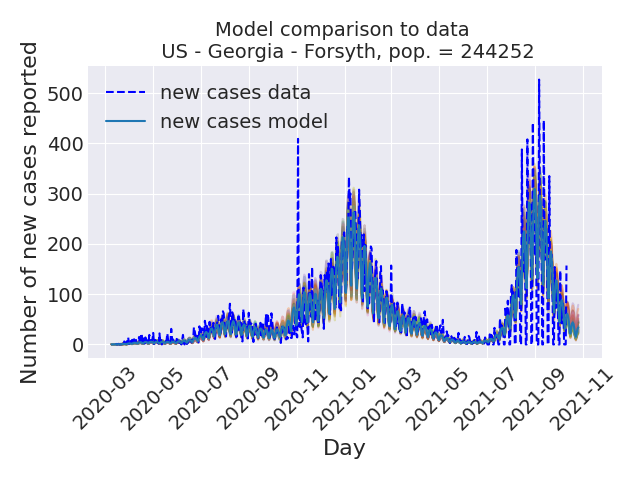 Model comparison to data
US - Georgia - Forsyth, pop. = 244252
Number of new cases reported
500
400
300
200
100
0
new cases data
new cases model
2020-03
2020-05
2020-07
2020-09
2020-11
2021-01
2021-03
2021-05
2021-07
2021-09
2021-11
Day